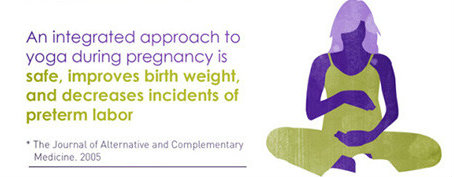 An integrated approach to
yoga during pregnancy is
safe, improves birth weight,
and decreases incidents of
preterm labor
* The Journal of Alternative and Complementary
Medicine. 2005